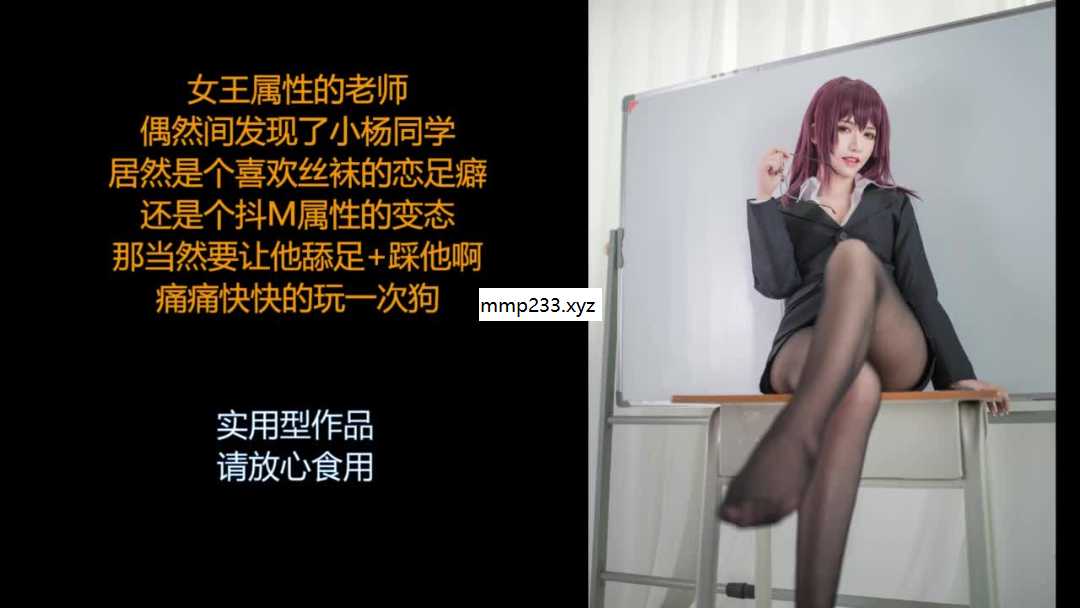 女王属性的老师
偶然间发现了小杨同学
居然是个喜欢丝袜的恋足癖
还是个抖M属性的变态
那当然要让他舔足+踩他啊
痛痛快快的玩一次狗
mmp233.xyz
实用型作品
请放心食用